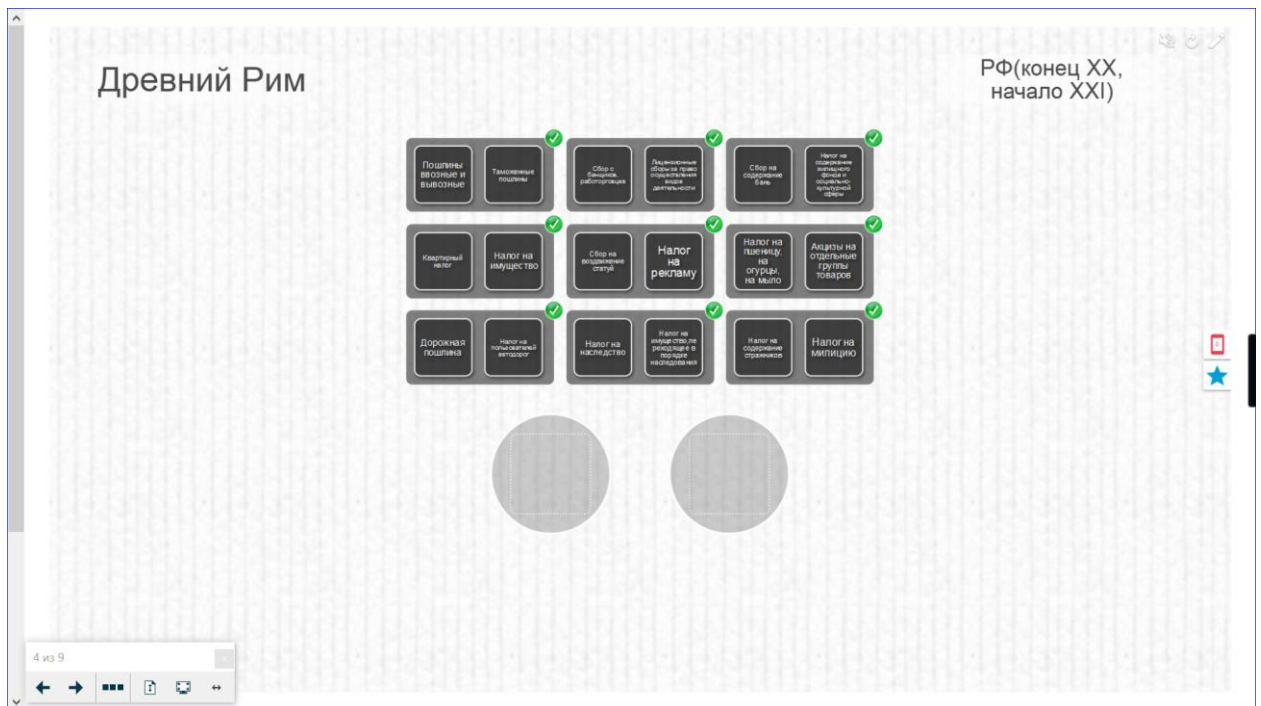 Древний Рим
РФ(конец XX,
начало XXI)
Пошлины
ввозные и
вывозные
Таможенные
пошлины
Сбор с
банщиков,
работорговцев
Лицензионные
сборы за право
осуществления
видов
деятельности
Сбор на
содержание
бань
Налог на
содержание
жилищного
фонда и
социально-
культурной
сферы
Квартирный
налог
Налог на
имущество
Сбор на
воздвижение
статуй
Налог
на
рекламу
Налог на
пшеницу,
на
огурцы,
на мыло
Акцизы на
отдельные
группы
товаров
Дорожная
пошлина
Налог на
пользователей
автодорог
Налог на
наследство
Налог на
имущество,пе
реходящее в
порядке
наследования
Налог на
содержание
стражников
Налог на
милицию
4 из 9